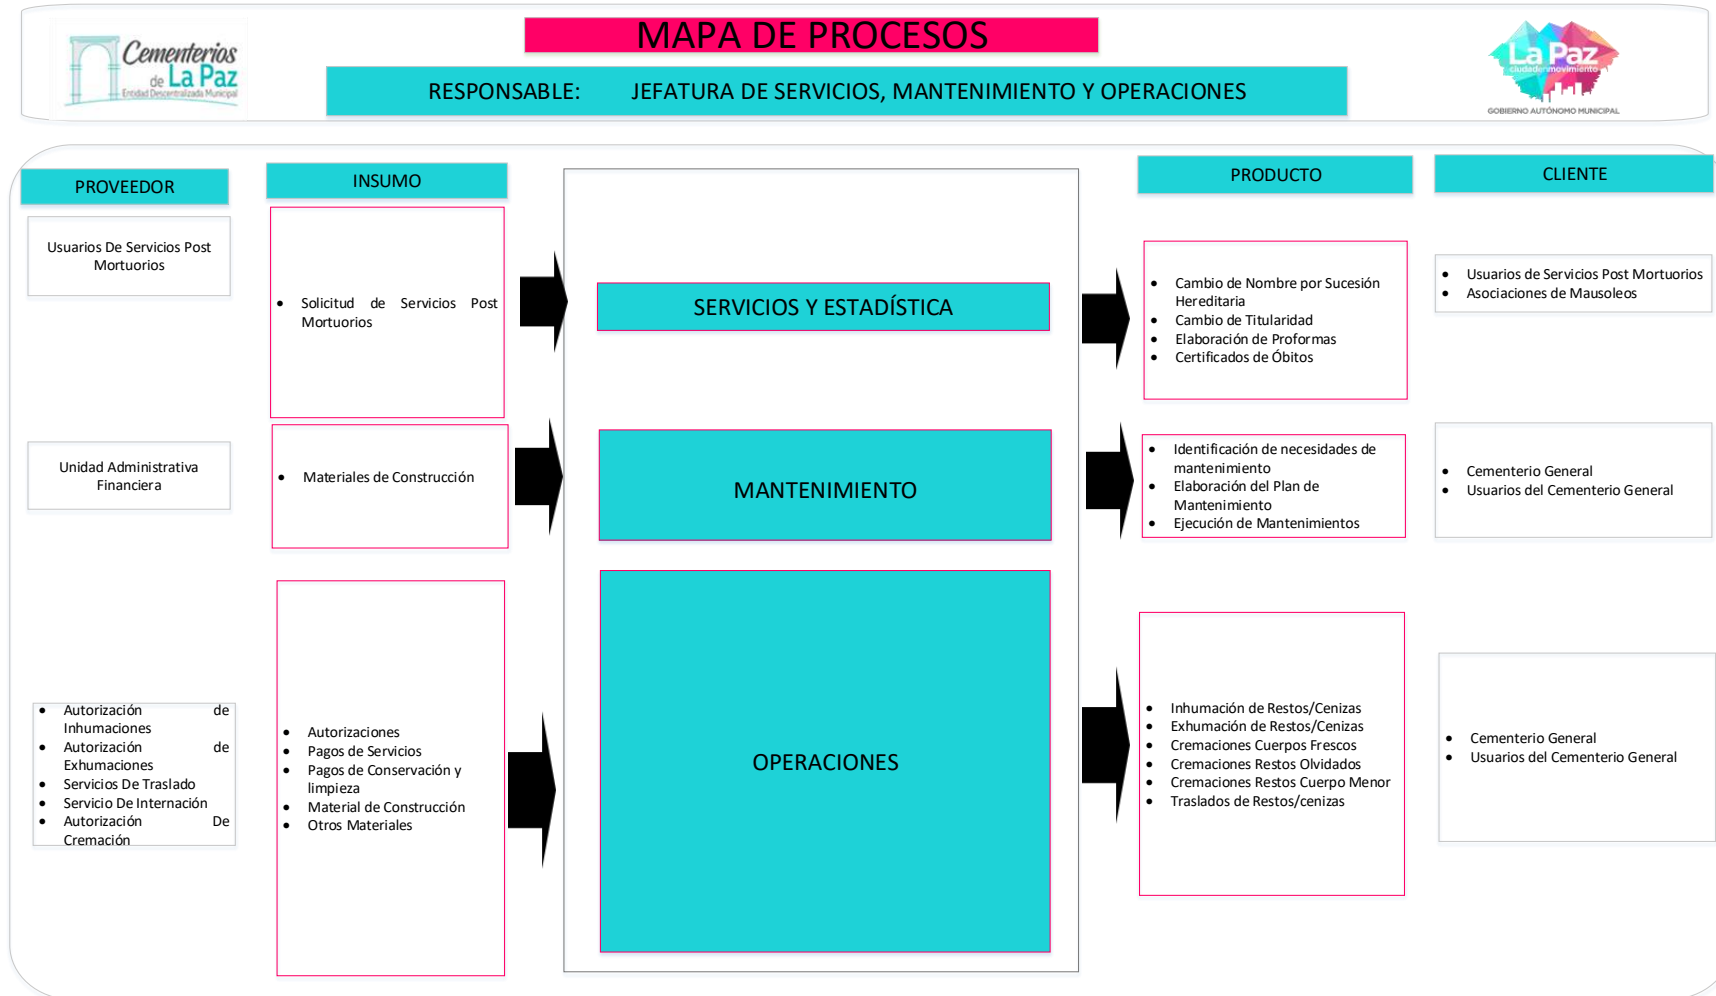 Cementerios
de La Paz
Entidad Descentralizada Municipal
MAPA DE PROCESOS
RESPONSABLE: JEFATURA DE SERVICIOS, MANTENIMIENTO Y OPERACIONES
La Paz
ciudadenmovimiento
GOBIERNO AUTÓNOMO MUNICIPAL
PROVEEDOR
INSUMO
PRODUCTO
CLIENTE
Usuarios De Servicios Post
Mortuorios
• Solicitud de Servicios Post
Mortuorios
SERVICIOS Y ESTADÍSTICA
• Cambio de Nombre por Sucesión
Hereditaria
• Cambio de Titularidad
• Elaboración de Proformas
• Certificados de Óbitos
• Usuarios de Servicios Post Mortuorios
• Asociaciones de Mausoleos
Unidad Administrativa
Financiera
• Materiales de Construcción
MANTENIMIENTO
• Identificación de necesidades de
mantenimiento
• Elaboración del Plan de
Mantenimiento
• Ejecución de Mantenimientos
• Cementerio General
• Usuarios del Cementerio General
• Autorización de
Inhumaciones
• Autorización de
Exhumaciones
• Servicios De Traslado
• Servicio De Internación
• Autorización De
Cremación
• Autorizaciones
• Pagos de Servicios
• Pagos de Conservación y
limpieza
• Material de Construcción
• Otros Materiales
OPERACIONES
• Inhumación de Restos/Cenizas
• Exhumación de Restos/Cenizas
• Cremaciones Cuerpos Frescos
• Cremaciones Restos Olvidados
• Cremaciones Restos Cuerpo Menor
• Traslados de Restos/cenizas
• Cementerio General
• Usuarios del Cementerio General